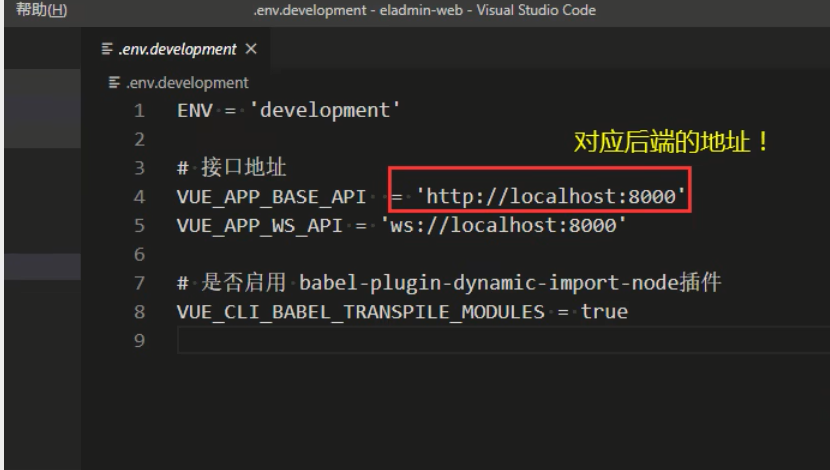 帮助(H)
.env.development - eladmin-web - Visual Studio Code
.env.development ×
.env.development
1 ENV = 'development'
2
对应后端的地址！
3 # 接口地址
4 VUE_APP_BASE_API  = 'http://localhost:8000'
5 VUE_APP_WS_API = 'ws://localhost:8000'
6
7 # 是否启用 babel-plugin-dynamic-import-node插件
8 VUE_CLI_BABEL_TRANSPILE_MODULES = true
9